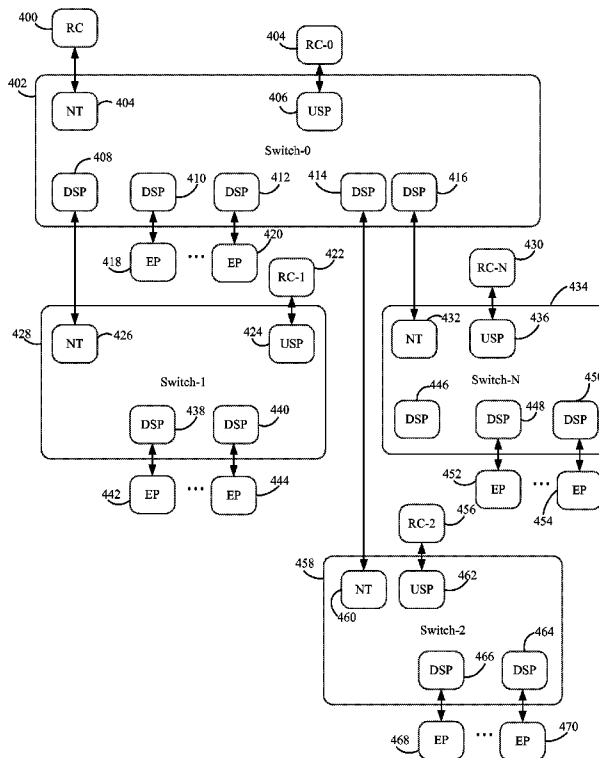 400
RC
404
RC-0
402
NT
404
406
USP
Switch-0
408
DSP
DSP
410
DSP
412
414
DSP
DSP
416
418
EP
...
EP
420
422
RC-1
430
RC-N
434
428
NT
426
424
USP
432
NT
USP
436
Switch-1
446
Switch-N
450
DSP
438
DSP
440
DSP
DSP
448
DSP
442
EP
...
EP
444
452
EP
...
EP
454
RC-2
456
458
NT
460
USP
462
Switch-2
464
DSP
466
DSP
468
EP
...
EP
470